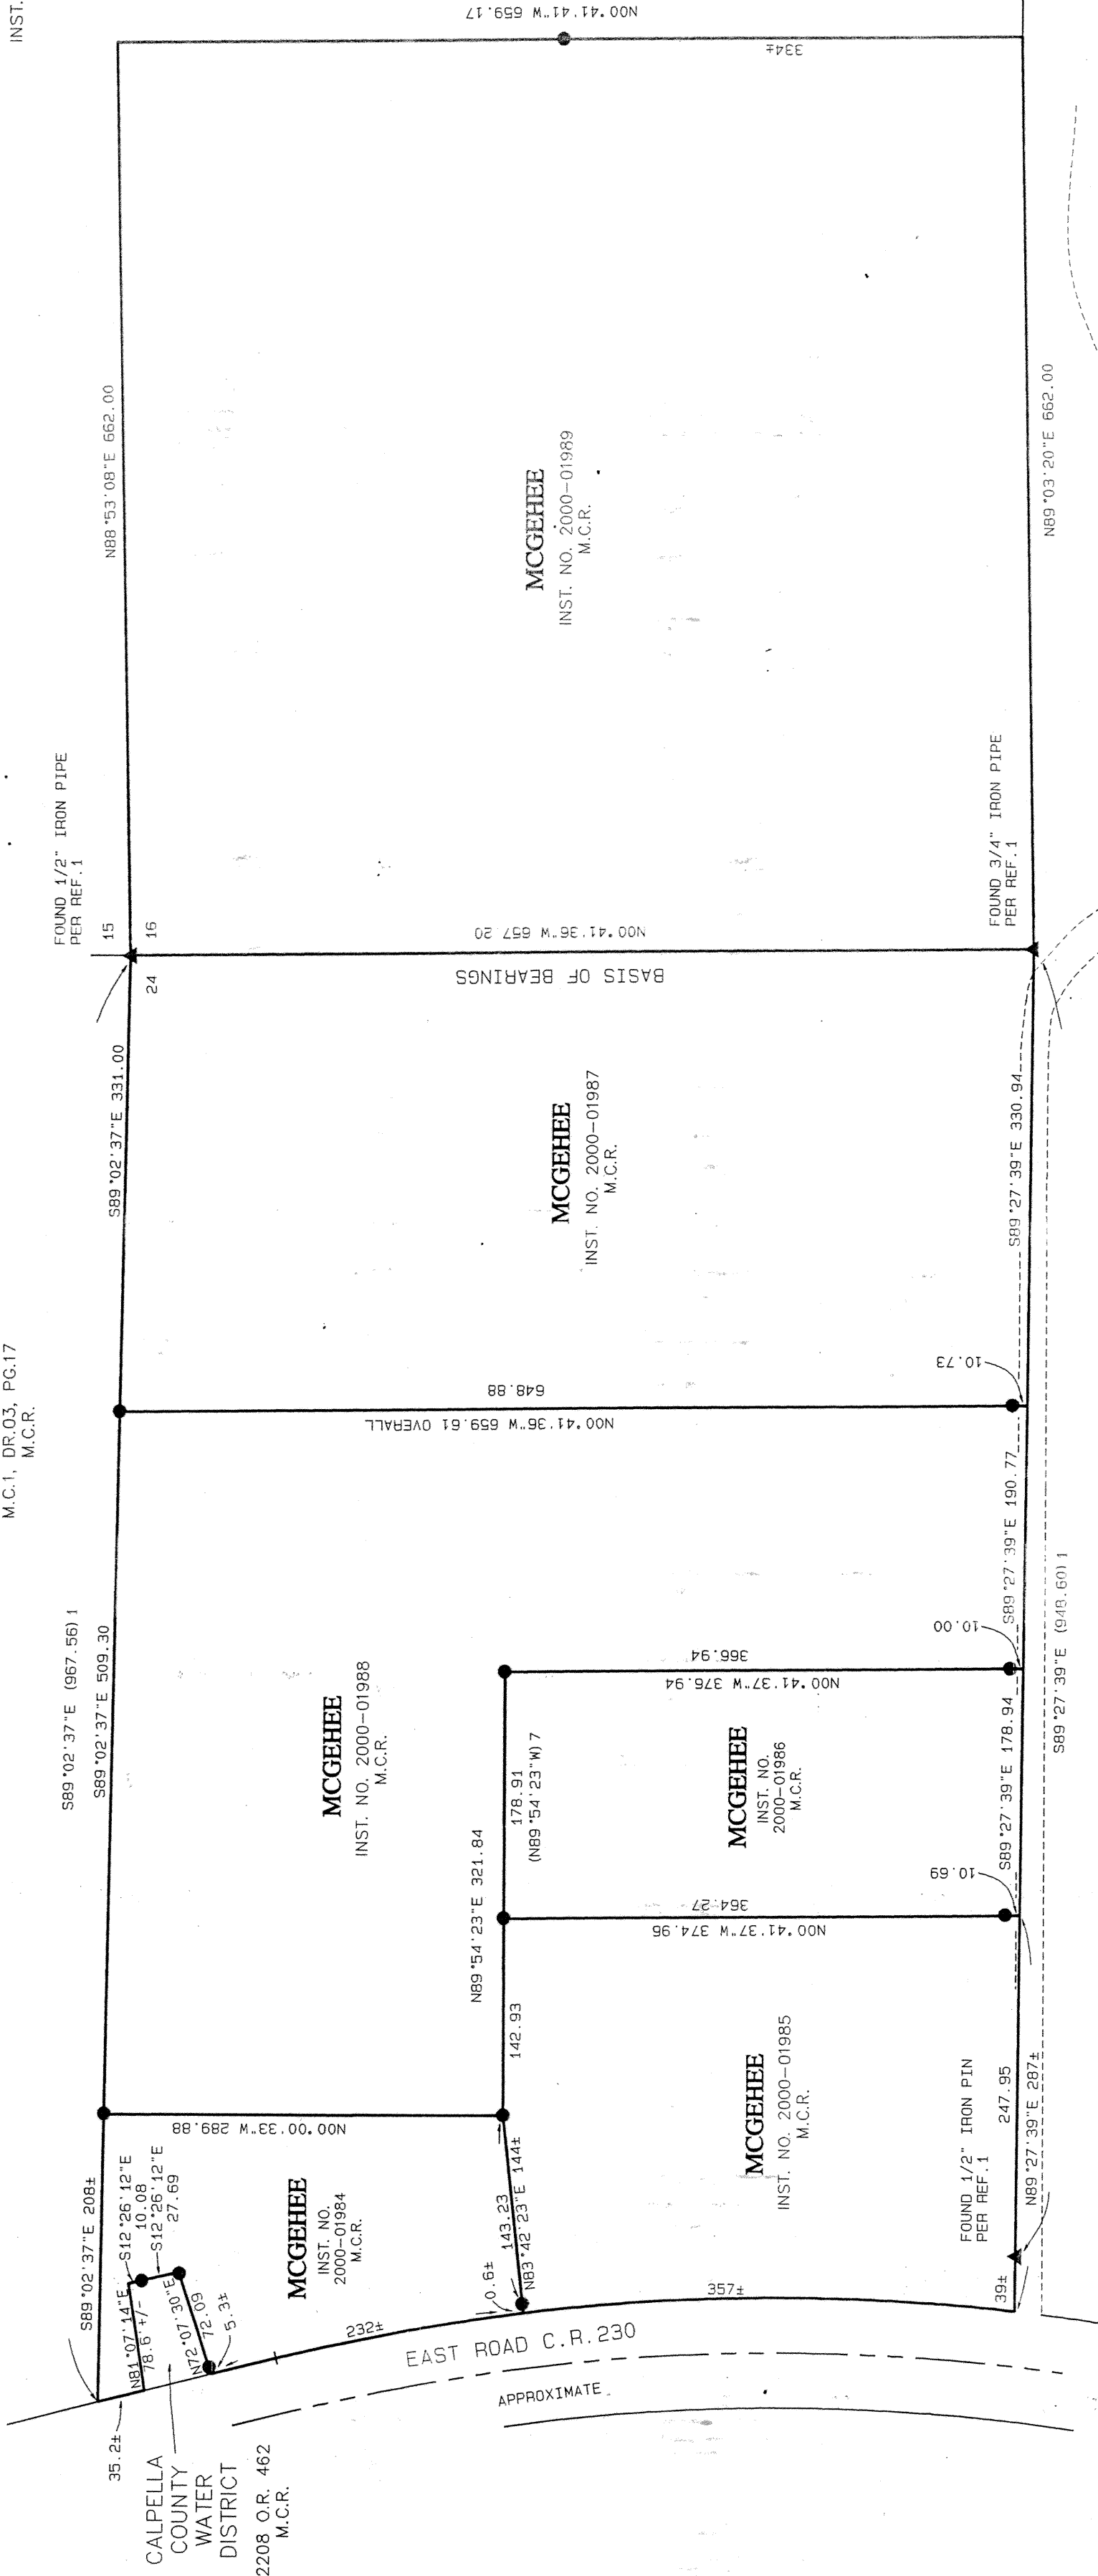 INST.
N00°41'41"W 659.17
334±
N88°53'08"E 662.00
MCGEHEE
INST. NO. 2000-01989
M.C.R.
N89°03'20"E 662.00
FOUND 1/2" IRON PIPE
PER REF.1
15
16
24
N00°41'36"W 657.20
BASIS OF BEARINGS
FOUND 3/4" IRON PIPE
PER REF.1
S89°02'37"E 331.00
MCGEHEE
INST. NO. 2000-01987
M.C.R.
S89°27'39"E 330.94
M.C.1, DR.03, PG.17
M.C.R.
648.88
N00°41'36"W 659.61 OVERALL
10.73
S89°02'37"E (967.56)1
S89°02'37"E 509.30
MCGEHEE
INST. NO. 2000-01988
M.C.R.
S89°27'39"E 190.77
S89°27'39"E (948.60)1
10.00
366.94
N00°41'37"W 376.94
N89°54'23"E 321.84
178.91
(N89°54'23"W)7
MCGEHEE
INST. NO.
2000-01986
M.C.R.
S89°27'39"E 178.94
10.69
364.27
N00°41'37"W 374.96
142.93
MCGEHEE
INST. NO. 2000-01985
M.C.R.
FOUND 1/2" IRON PIN
PER REF.1
247.95
N89°27'39"E 287±
39±
N00°00'33"W 289.88
S89°02'37"E 208±
S12°26'12"E
10.08
S12°26'12"E
27.69
N81°07'14"E
78.6'+/-
N72°07'30"E
72.09
5.3±
MCGEHEE
INST. NO.
2000-01984
M.C.R.
143.23
N83°42'23"E 144±
0.6±
232±
357±
EAST ROAD C.R.230
APPROXIMATE
35.2±
CALPELLA
COUNTY
WATER
DISTRICT
2208 O.R. 462
M.C.R.